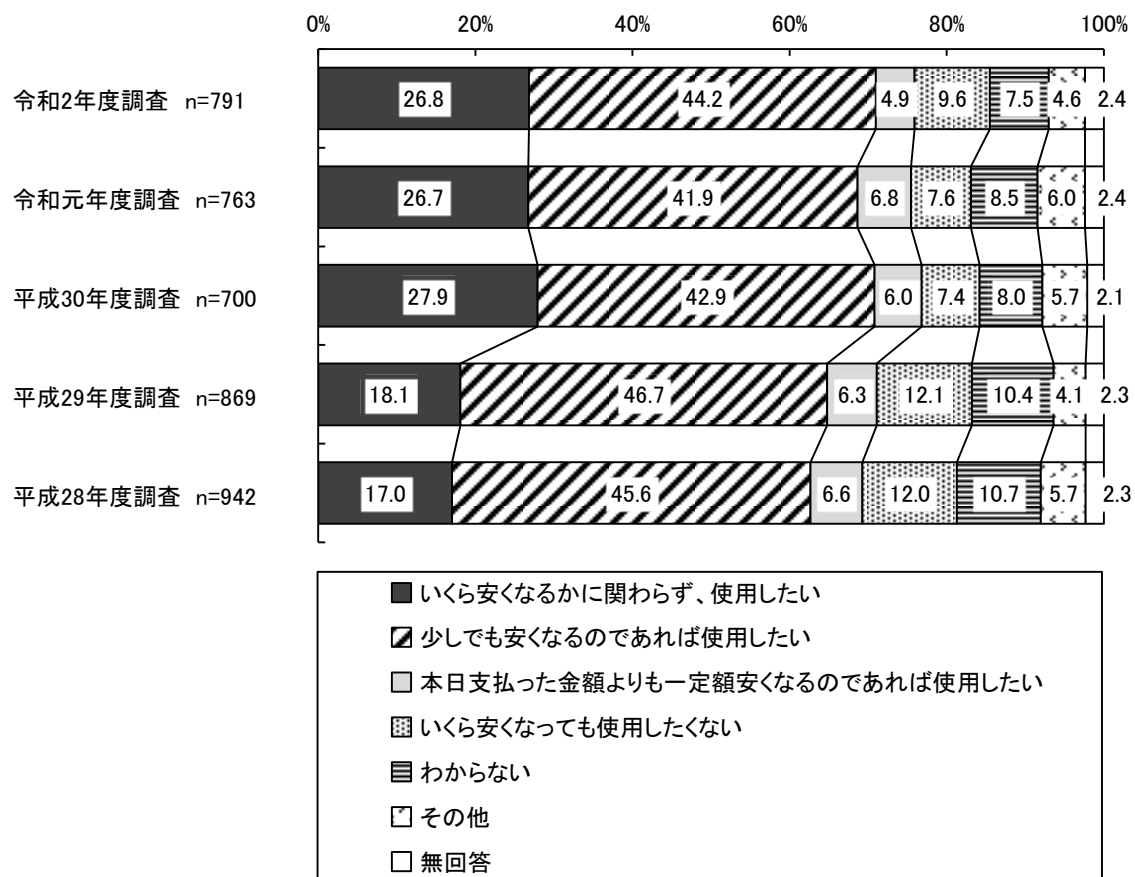 0% 20% 40% 60% 80% 100%
令和2年度調査 n=791 26.8 44.2 4.9 9.6 7.5 4.6 2.4
令和元年度調査 n=763 26.7 41.9 6.8 7.6 8.5 6.0 2.4
平成30年度調査 n=700 27.9 42.9 6.0 7.4 8.0 5.7 2.1
平成29年度調査 n=869 18.1 46.7 6.3 12.1 10.4 4.1 2.3
平成28年度調査 n=942 17.0 45.6 6.6 12.0 10.7 5.7 2.3
いくら安くなるかに関わらず、使用したい
少しでも安くなるのであれば使用したい
本日支払った金額よりも一定額安くなるのであれば使用したい
いくら安くなっても使用したくない
わからない
その他
無回答